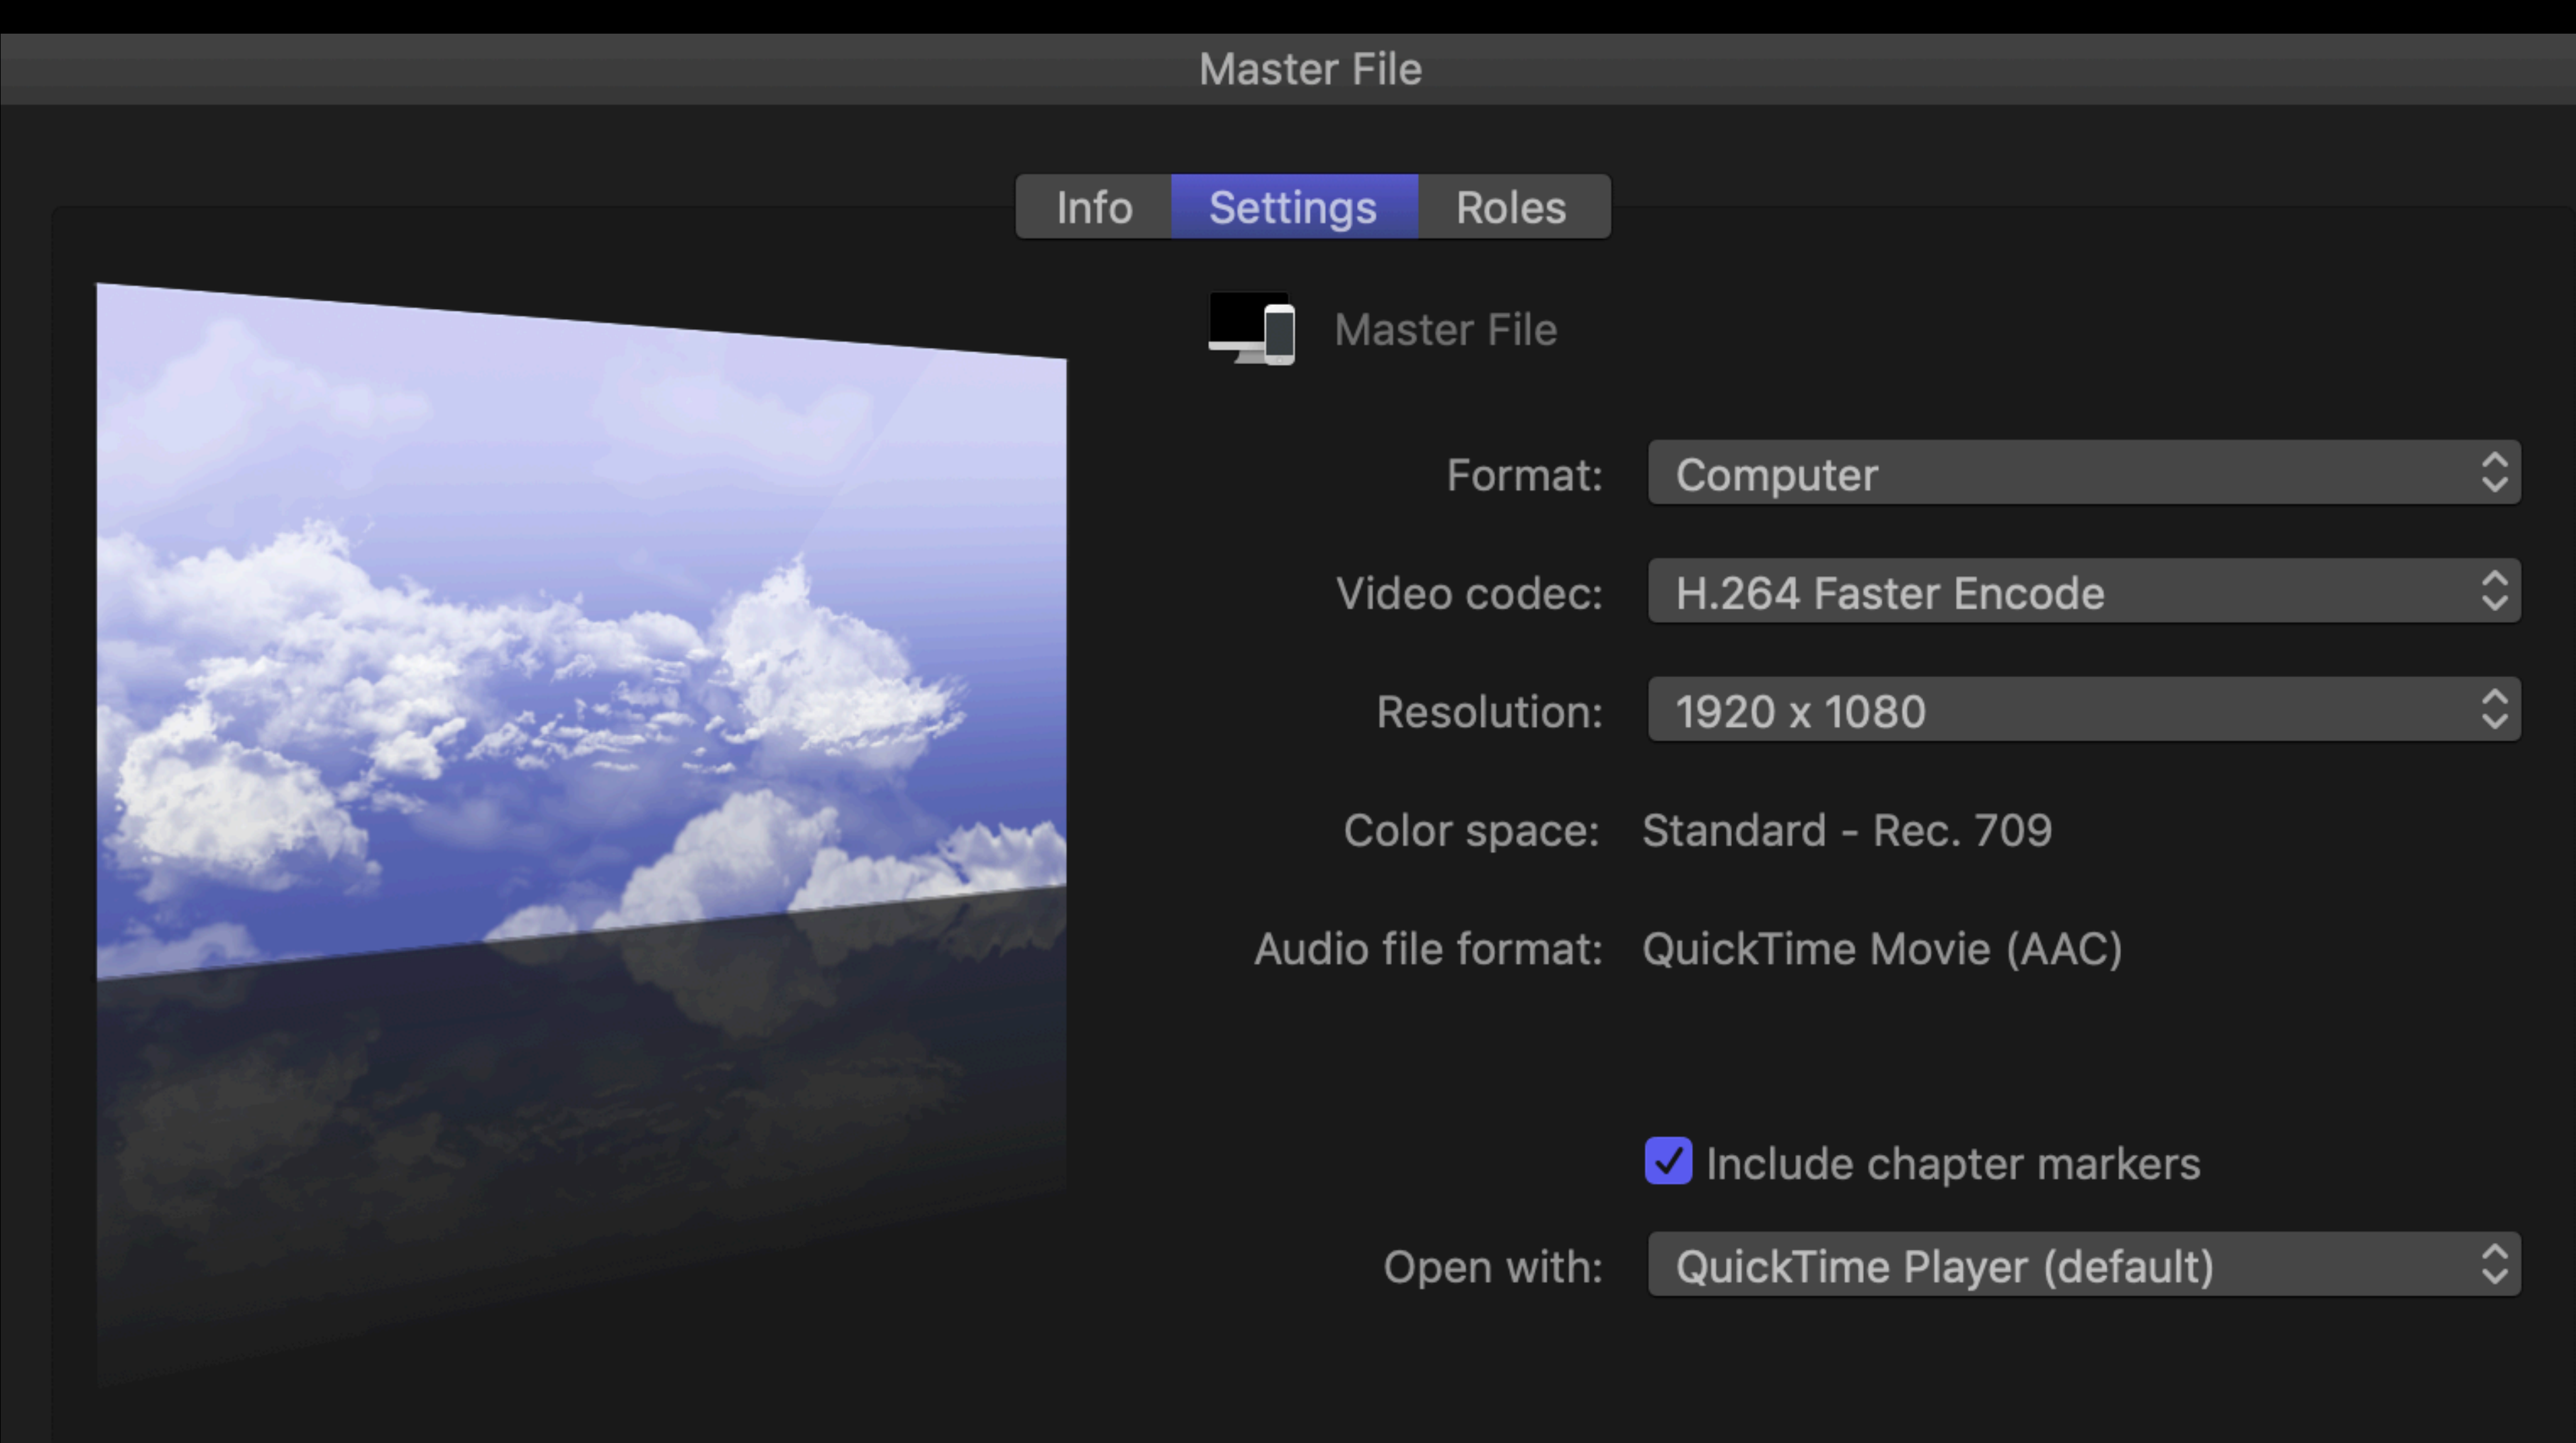 Master File
Info Settings Roles
Master File
Format: Computer
Video codec: H.264 Faster Encode
Resolution: 1920 x 1080
Color space: Standard - Rec. 709
Audio file format: QuickTime Movie (AAC)
Include chapter markers
Open with: QuickTime Player (default)